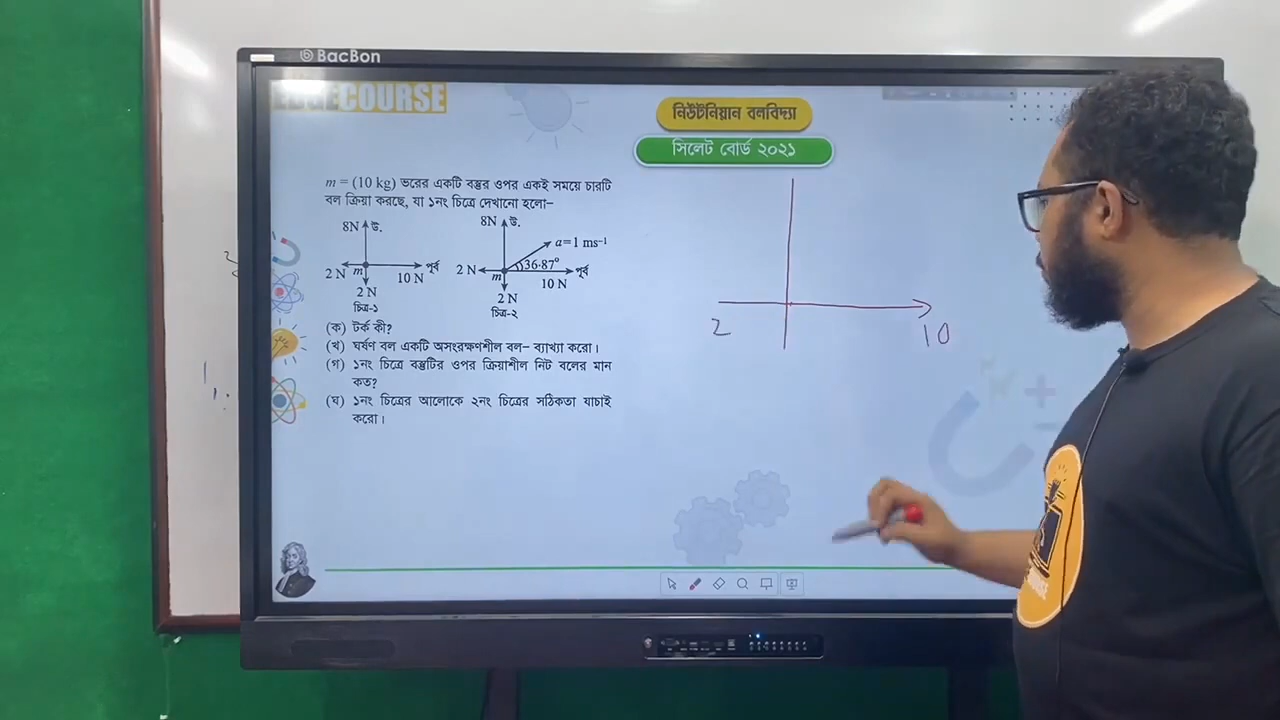 BacBon
EDGECOURSE
নিউটনিয়ান বলবিদ্যা
সিলেট বোর্ড ২০২১
m = (10 kg) ভরের একটি বস্তুর ওপর একই সময়ে চারটি
বল ক্রিয়া করছে, যা ১নং চিত্রে দেখানো হলো–
8N উ.
2 N m 10 N পূর্ব
2 N
চিত্র-১
8N উ.
a=1 ms⁻¹
36·87°
2 N m 10 N পূর্ব
2 N
চিত্র-২
(ক) টর্ক কী?
(খ) ঘর্ষণ বল একটি অসংরক্ষণশীল বল– ব্যাখ্যা করো।
(গ) ১নং চিত্রে বস্তুটির ওপর ক্রিয়াশীল নিট বলের মান
কত?
(ঘ) ১নং চিত্রের আলোকে ২নং চিত্রের সঠিকতা যাচাই
করো।
2 10